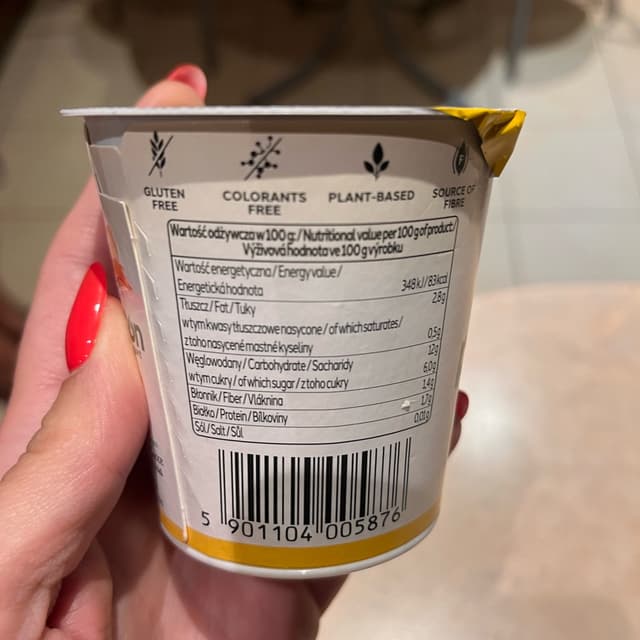 GLUTEN
FREE
COLORANTS
FREE
PLANT-BASED
SOURCE OF
FIBRE
Wartość odżywcza w 100 g: / Nutritional value per 100 g of product:/
Výživová hodnota ve 100 g výrobku
Wartość energetyczna / Energy value /
Energetická hodnota 348 kJ / 83 kcal
Tłuszcz / Fat / Tuky 2,8 g
w tym kwasy tłuszczowe nasycone / of which saturates /
z toho nasycené mastné kyseliny 0,5g
Węglowodany / Carbohydrate / Sacharidy 12g
w tym cukry / of which sugar / z toho cukry 6,0 g
Błonnik / Fiber / Vláknina 1,4 g
Białko / Protein / Bílkoviny 1,7 g
Sól / Salt / Sůl 0,01 g
5 901104 005876